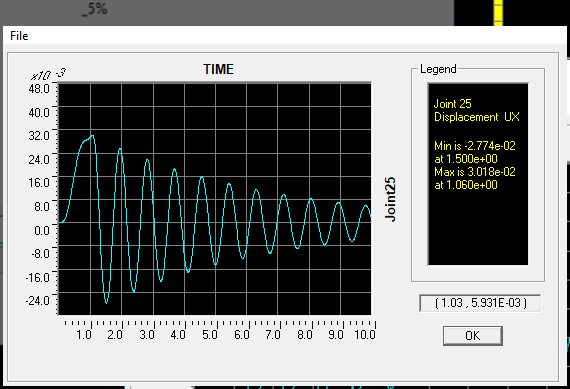 _5%
File
TIME
x10 -3
48.0
40.0
32.0
24.0
16.0
8.0
0.0
-8.0
-16.0
-24.0
1.0 2.0 3.0 4.0 5.0 6.0 7.0 8.0 9.0 10.0
Joint25
Legend
Joint 25
Displacement UX
Min is -2.774e-02
at 1.500e+00
Max is 3.018e-02
at 1.060e+00
( 1.03 , 5.931E-03 )
OK